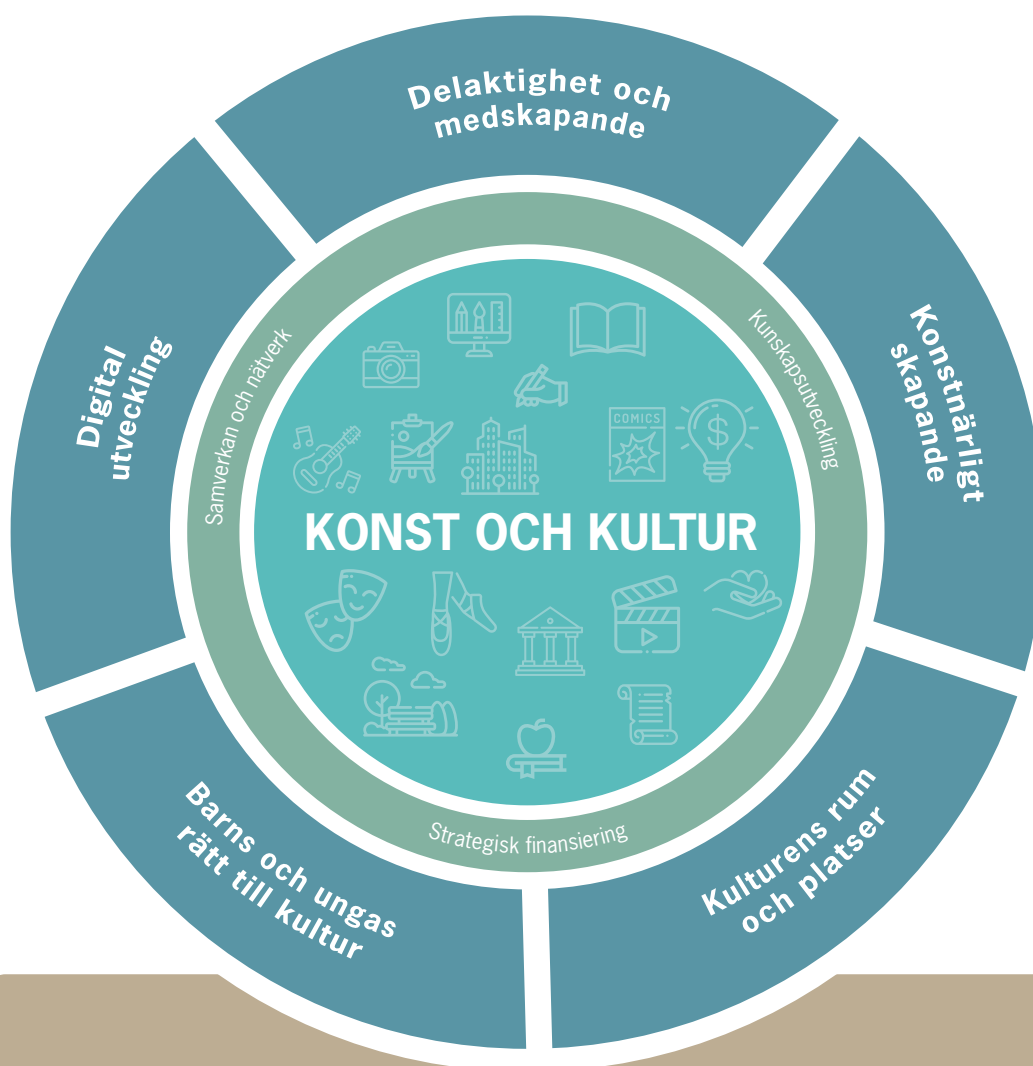 Delaktighet och
medskapande
Konstnärligt
skapande
Kulturens rum
och platser
Barns och ungas
rätt till kultur
Digital
utveckling
Samverkan och nätverk
Kunskapsutveckling
Strategisk finansiering
COMICS
KONST OCH KULTUR